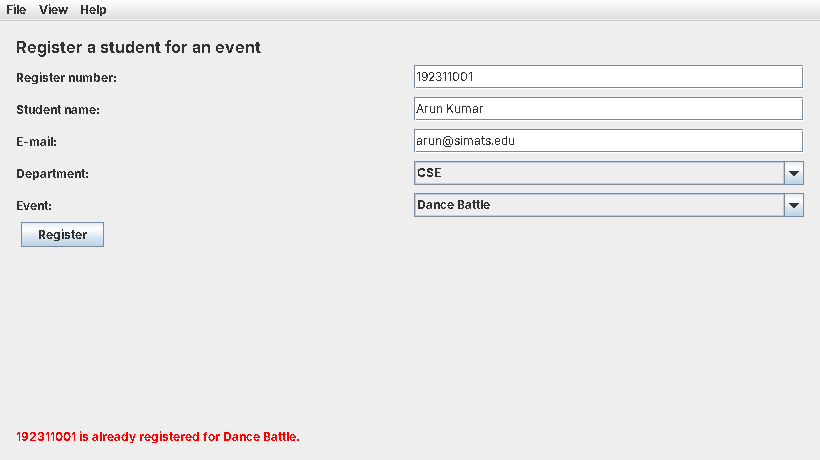 File View Help
Register a student for an event
Register number: 192311001
Student name: Arun Kumar
E-mail: arun@simats.edu
Department: CSE
Event: Dance Battle
Register
192311001 is already registered for Dance Battle.